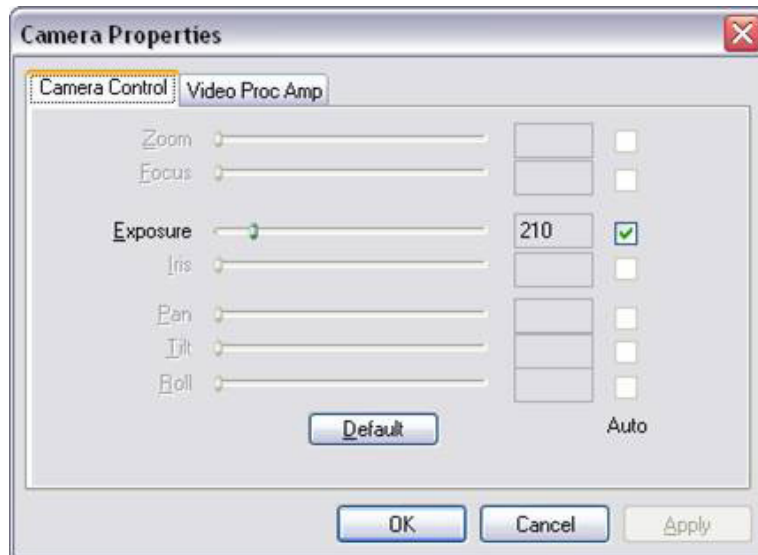 Camera Properties
Camera Control Video Proc Amp
Zoom
Focus
Exposure 210
Iris
Pan
Tilt
Roll
Default Auto
OK Cancel Apply